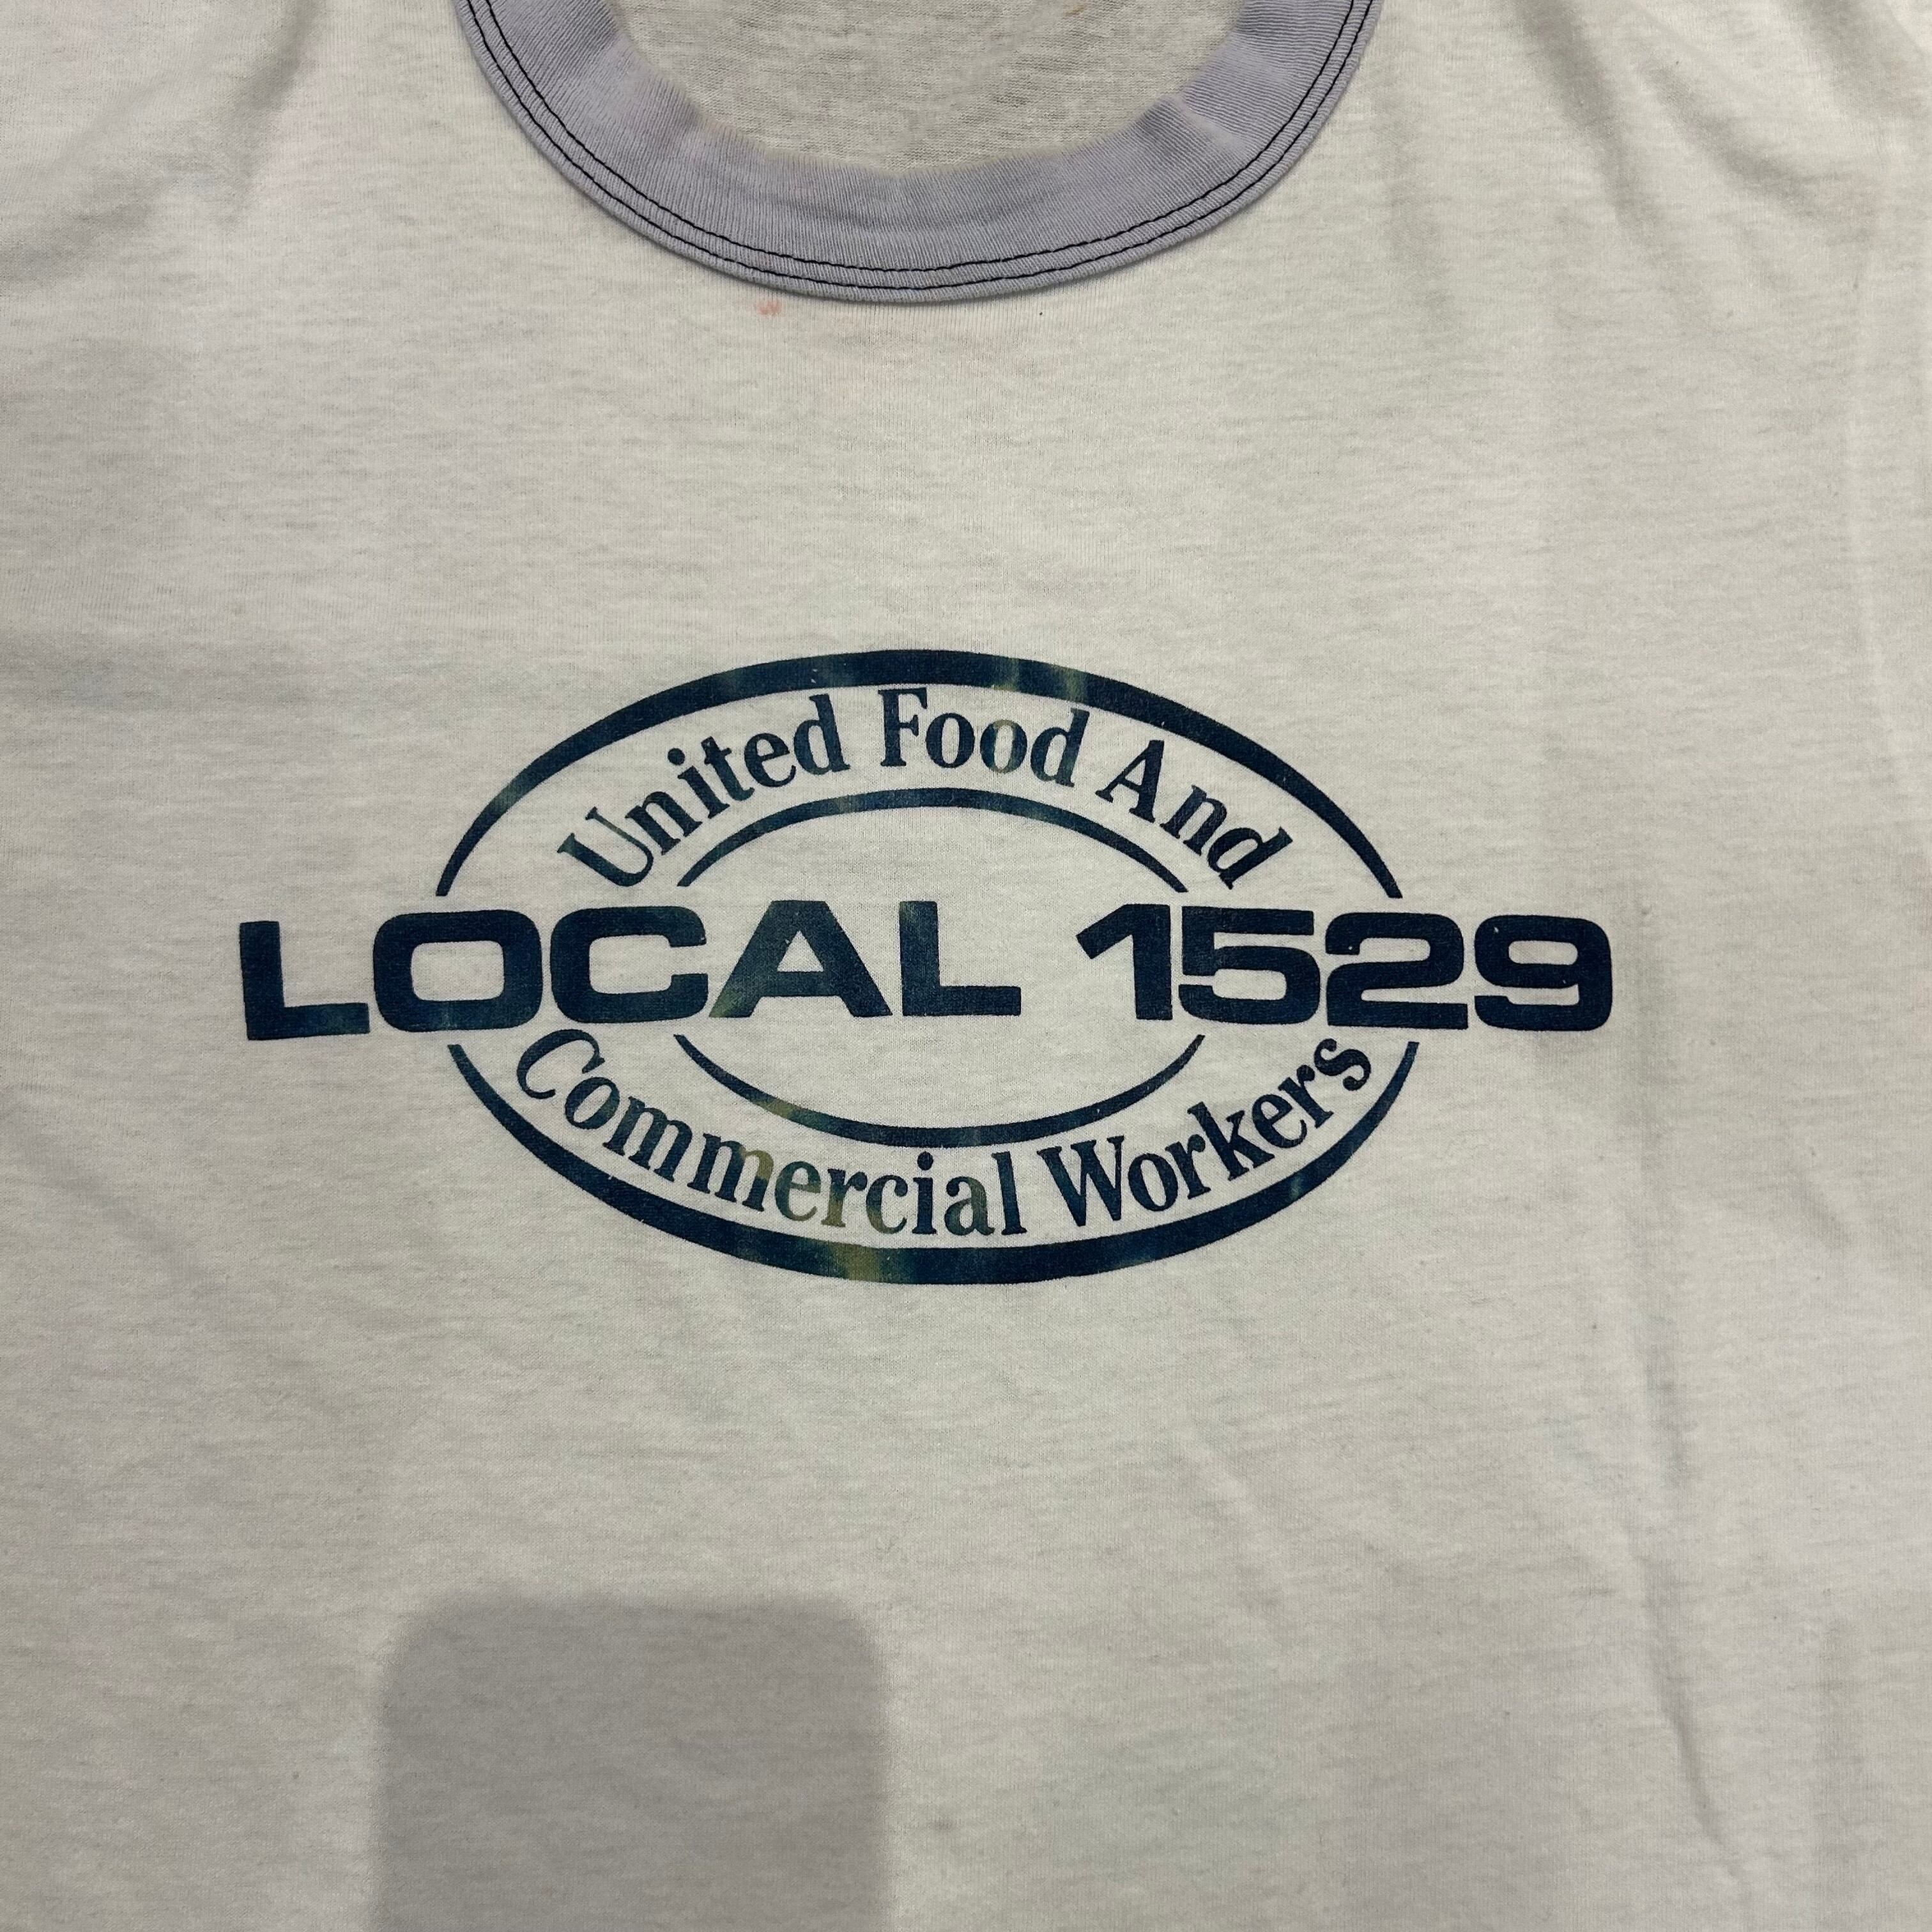 United Food And
LOCAL 1529
Commercial Workers